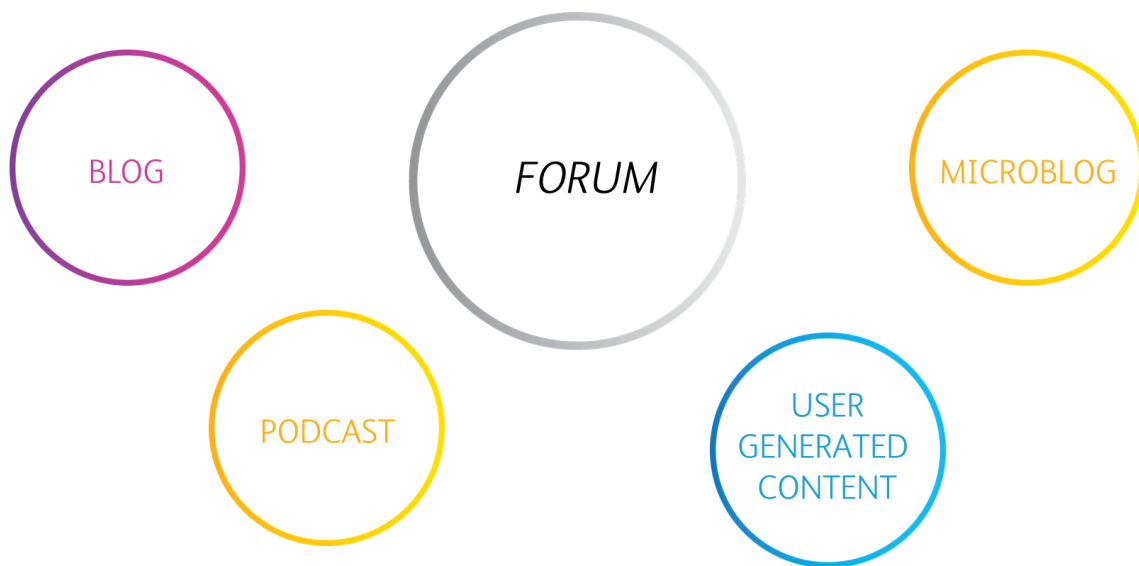 BLOG
FORUM
MICROBLOG
PODCAST
USER
GENERATED
CONTENT